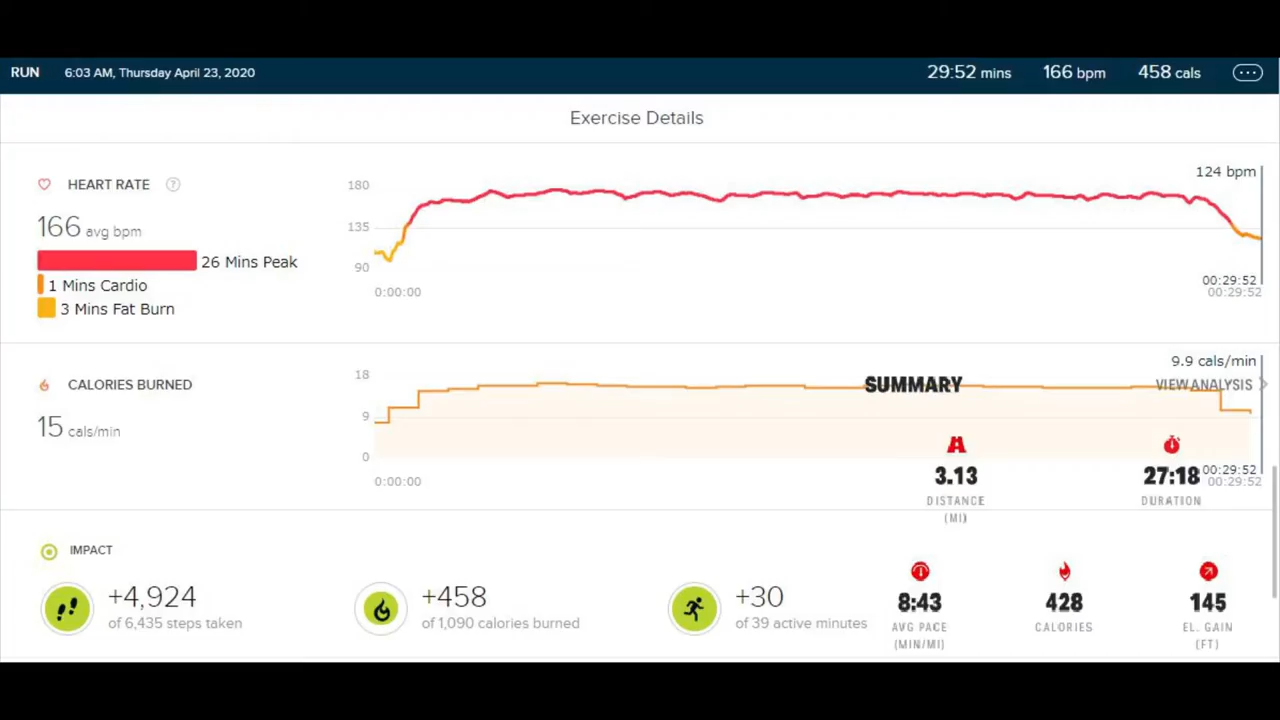 RUN 6:03 AM, Thursday April 23, 2020 29:52 mins 166 bpm 458 cals
Exercise Details
HEART RATE ?
166 avg bpm
26 Mins Peak
1 Mins Cardio
3 Mins Fat Burn
180
135
90
124 bpm
0:00:00
00:29:52
00:29:52
CALORIES BURNED
15 cals/min
18
9
0
9.9 cals/min
0:00:00
00:29:52
00:29:52
SUMMARY
VIEW ANALYSIS
3.13
DISTANCE
(MI)
27:18
DURATION
IMPACT
+4,924
of 6,435 steps taken
+458
of 1,090 calories burned
+30
of 39 active minutes
8:43
AVG PACE
(MIN/MI)
428
CALORIES
145
EL. GAIN
(FT)